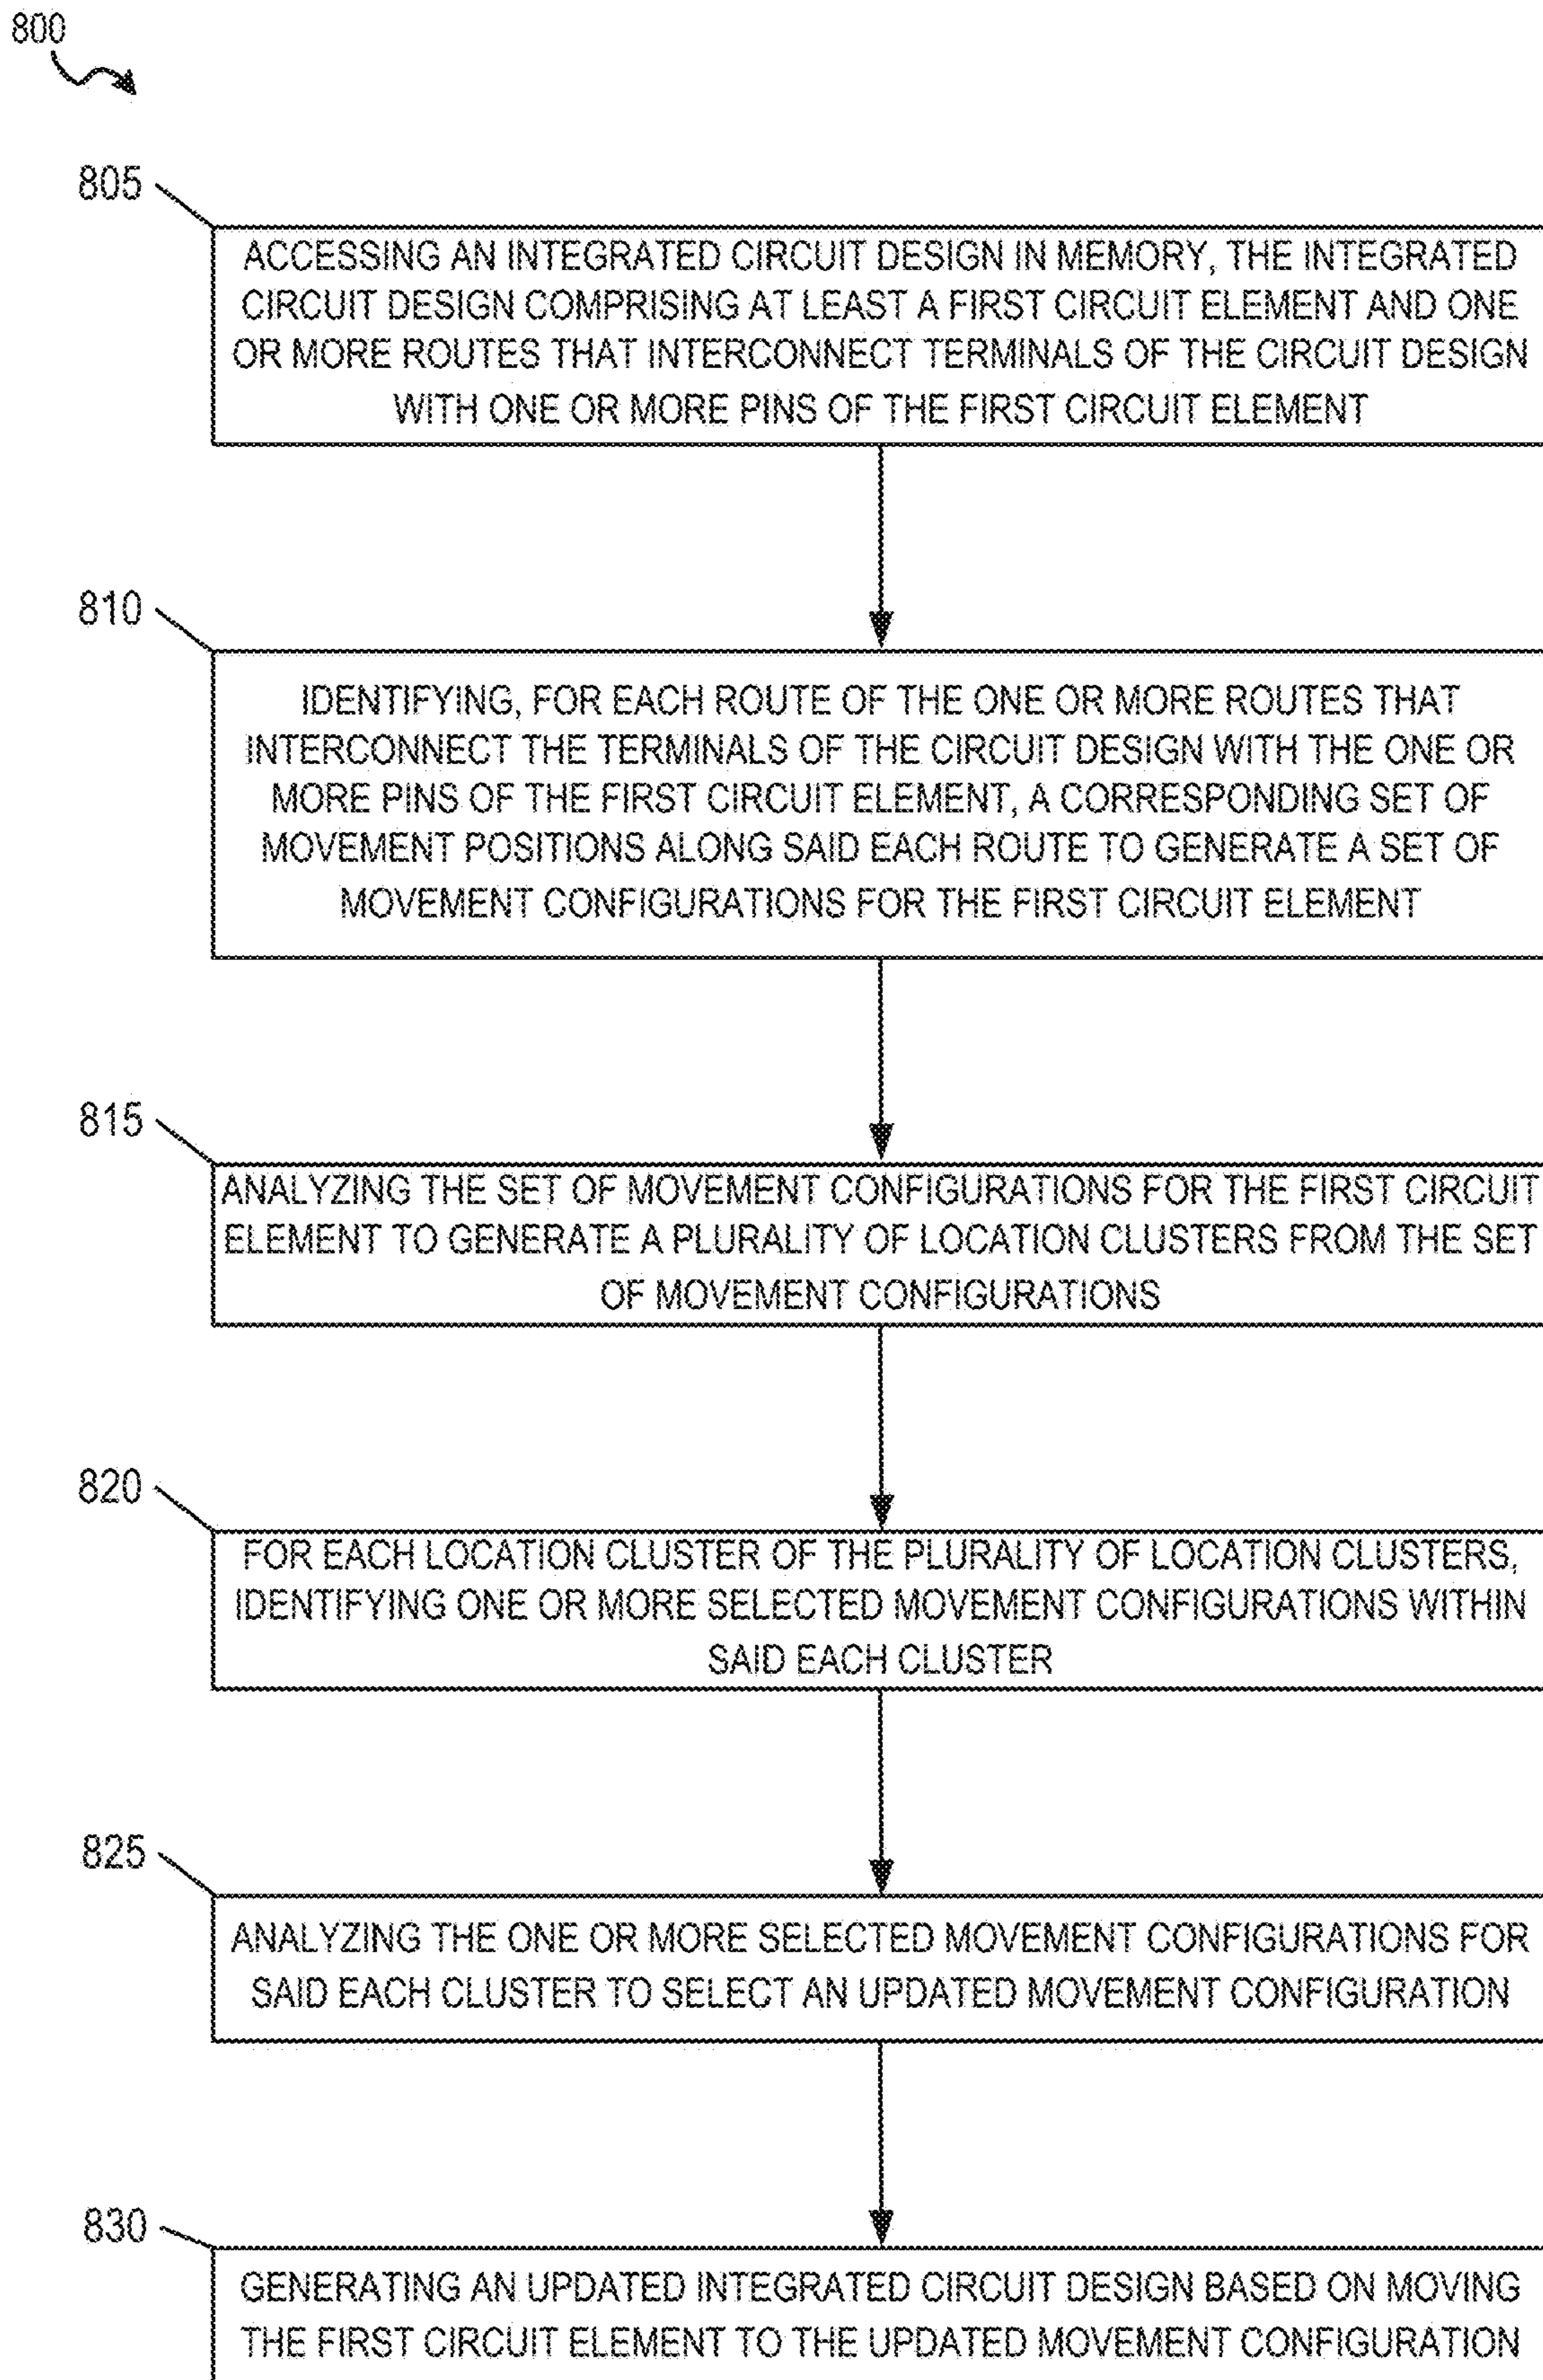 800
805
ACCESSING AN INTEGRATED CIRCUIT DESIGN IN MEMORY, THE INTEGRATED
CIRCUIT DESIGN COMPRISING AT LEAST A FIRST CIRCUIT ELEMENT AND ONE
OR MORE ROUTES THAT INTERCONNECT TERMINALS OF THE CIRCUIT DESIGN
WITH ONE OR MORE PINS OF THE FIRST CIRCUIT ELEMENT
810
IDENTIFYING, FOR EACH ROUTE OF THE ONE OR MORE ROUTES THAT
INTERCONNECT THE TERMINALS OF THE CIRCUIT DESIGN WITH THE ONE OR
MORE PINS OF THE FIRST CIRCUIT ELEMENT, A CORRESPONDING SET OF
MOVEMENT POSITIONS ALONG SAID EACH ROUTE TO GENERATE A SET OF
MOVEMENT CONFIGURATIONS FOR THE FIRST CIRCUIT ELEMENT
815
ANALYZING THE SET OF MOVEMENT CONFIGURATIONS FOR THE FIRST CIRCUIT
ELEMENT TO GENERATE A PLURALITY OF LOCATION CLUSTERS FROM THE SET
OF MOVEMENT CONFIGURATIONS
820
FOR EACH LOCATION CLUSTER OF THE PLURALITY OF LOCATION CLUSTERS,
IDENTIFYING ONE OR MORE SELECTED MOVEMENT CONFIGURATIONS WITHIN
SAID EACH CLUSTER
825
ANALYZING THE ONE OR MORE SELECTED MOVEMENT CONFIGURATIONS FOR
SAID EACH CLUSTER TO SELECT AN UPDATED MOVEMENT CONFIGURATION
830
GENERATING AN UPDATED INTEGRATED CIRCUIT DESIGN BASED ON MOVING
THE FIRST CIRCUIT ELEMENT TO THE UPDATED MOVEMENT CONFIGURATION